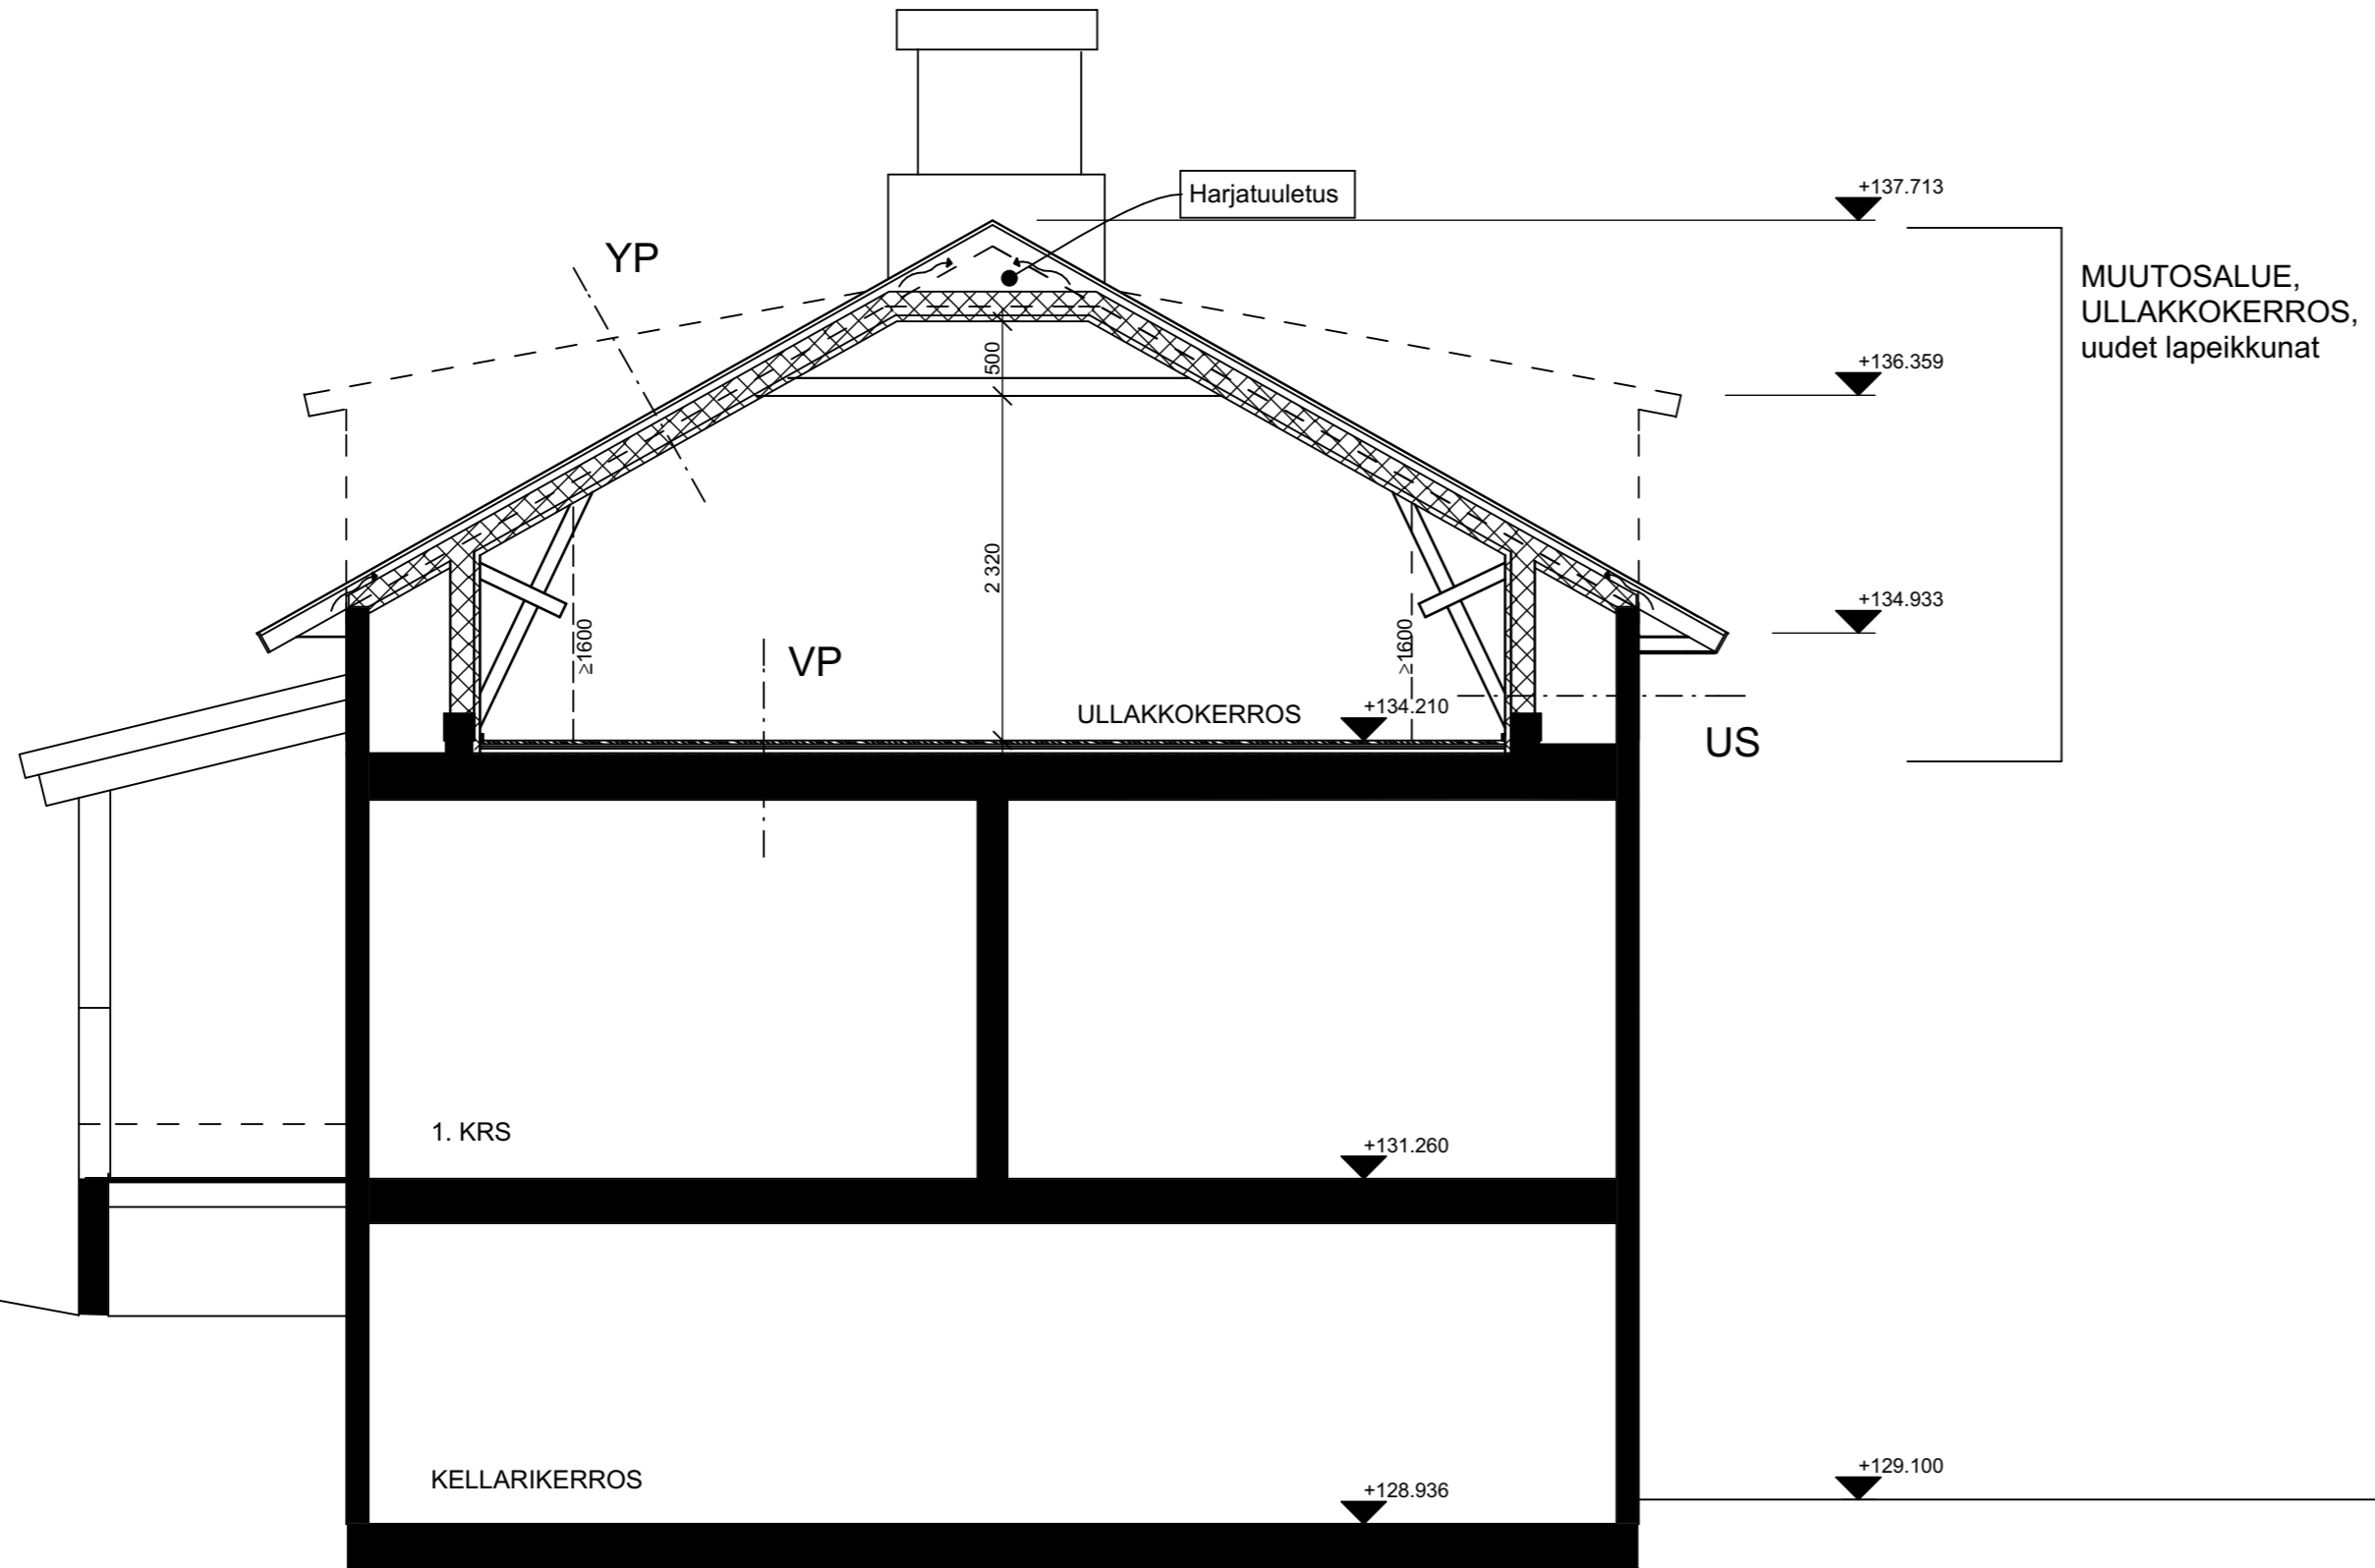 Harjatuuletus
+137.713
YP
MUUTOSALUE,
ULLAKKOKERROS,
uudet lapeikkunat
500
+136.359
2 320
+134.933
≥1600
≥1600
VP
ULLAKKOKERROS
+134.210
US
1. KRS
+131.260
KELLARIKERROS
+128.936
+129.100